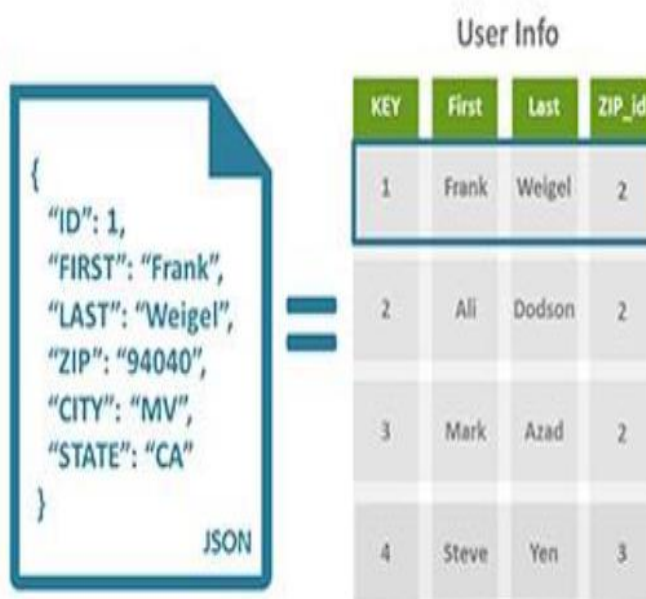 User Info
{
"ID": 1,
"FIRST": "Frank",
"LAST": "Weigel",
"ZIP": "94040",
"CITY": "MV",
"STATE": "CA"
}
JSON
=
KEY First Last ZIP_id
1 Frank Weigel 2
2 Ali Dodson 2
3 Mark Azad 2
4 Steve Yen 3